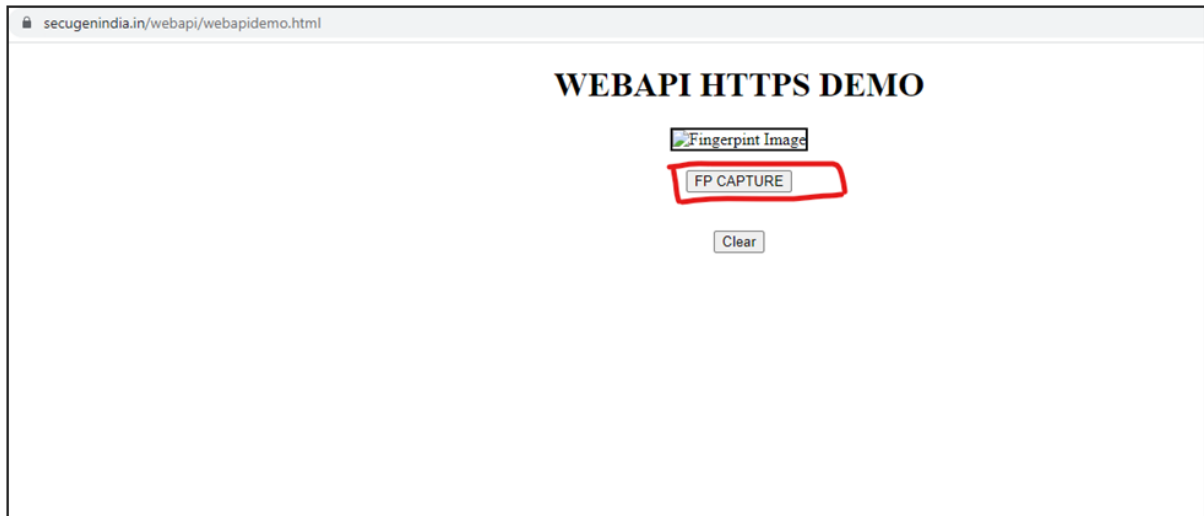 secugenindia.in/webapi/webapidemo.html
WEBAPI HTTPS DEMO
Fingerpint Image
FP CAPTURE
Clear